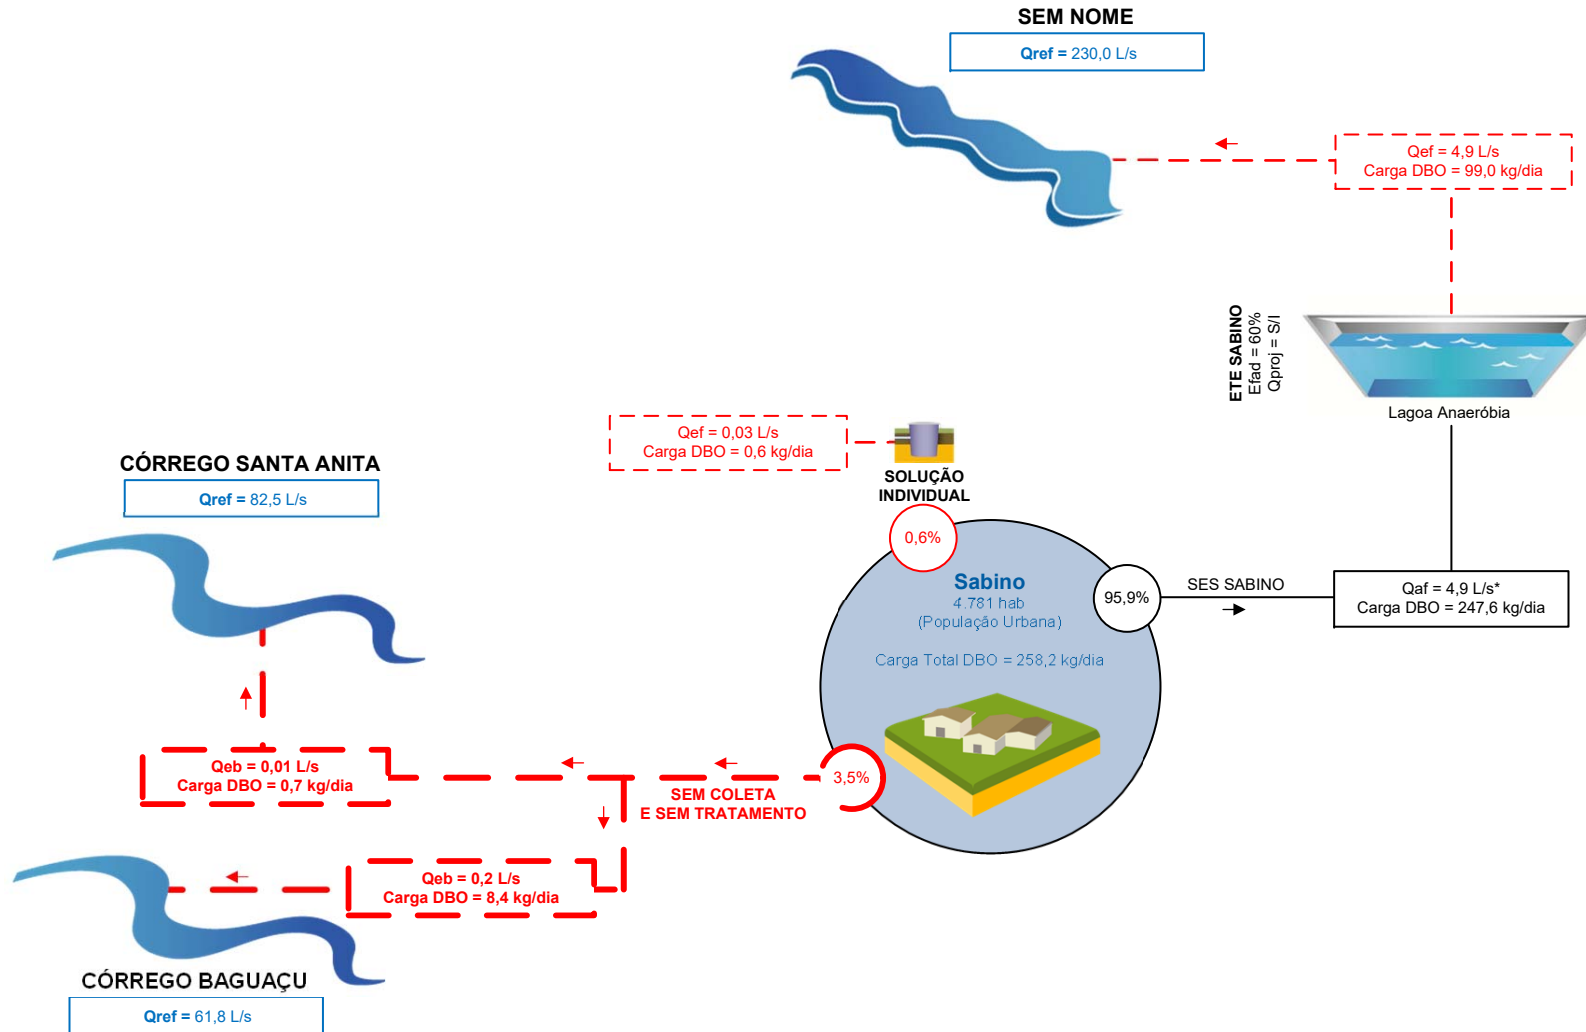 SEM NOME
Qref = 230,0 L/s
Qef = 4,9 L/s
Carga DBO = 99,0 kg/dia
ETE SABINO
Efad = 60%
Qproj = S/I
Lagoa Anaeróbia
Qef = 0,03 L/s
Carga DBO = 0,6 kg/dia
SOLUÇÃO
INDIVIDUAL
0,6%
CÓRREGO SANTA ANITA
Qref = 82,5 L/s
Sabino
4.781 hab
(População Urbana)
Carga Total DBO = 258,2 kg/dia
95,9%
SES SABINO
Qaf = 4,9 L/s*
Carga DBO = 247,6 kg/dia
Qeb = 0,01 L/s
Carga DBO = 0,7 kg/dia
3,5%
SEM COLETA
E SEM TRATAMENTO
Qeb = 0,2 L/s
Carga DBO = 8,4 kg/dia
CÓRREGO BAGUAÇU
Qref = 61,8 L/s